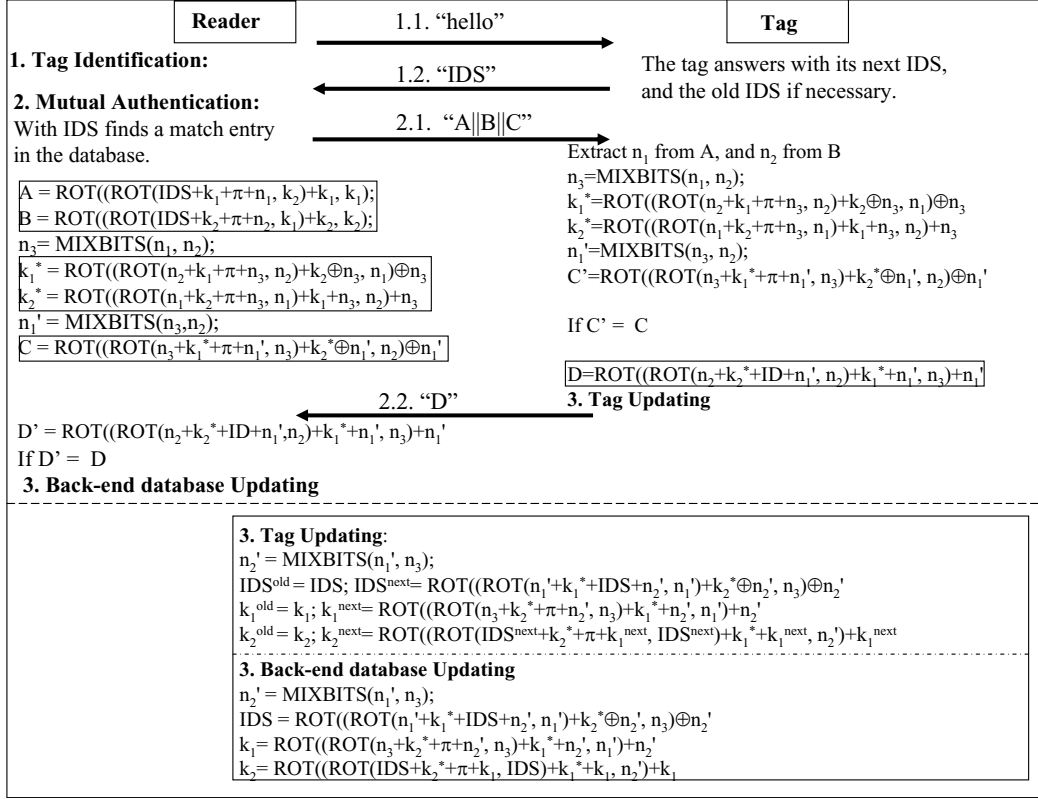 Reader
1.1. “hello”
Tag
1. Tag Identification:
1.2. “IDS”
The tag answers with its next IDS,
and the old IDS if necessary.
2. Mutual Authentication:
With IDS finds a match entry
in the database.
2.1. “A||B||C”
A = ROT((ROT(IDS+k₁+π+n₁, k₂)+k₁, k₁);
B = ROT((ROT(IDS+k₂+π+n₂, k₁)+k₂, k₂);
n₃= MIXBITS(n₁, n₂);
k₁* = ROT((ROT(n₂+k₁+π+n₃, n₂)+k₂⊕n₃, n₁)⊕n₃
k₂* = ROT((ROT(n₁+k₂+π+n₃, n₁)+k₁+n₃, n₂)+n₃
n₁' = MIXBITS(n₃,n₂);
C = ROT((ROT(n₃+k₁*+π+n₁', n₃)+k₂*⊕n₁', n₂)⊕n₁'
Extract n₁ from A, and n₂ from B
n₃=MIXBITS(n₁, n₂);
k₁*=ROT((ROT(n₂+k₁+π+n₃, n₂)+k₂⊕n₃, n₁)⊕n₃
k₂*=ROT((ROT(n₁+k₂+π+n₃, n₁)+k₁+n₃, n₂)+n₃
n₁'=MIXBITS(n₃, n₂);
C’=ROT((ROT(n₃+k₁*+π+n₁', n₃)+k₂*⊕n₁', n₂)⊕n₁'
If C’ = C
D=ROT((ROT(n₂+k₂*+ID+n₁', n₂)+k₁*+n₁', n₃)+n₁'
3. Tag Updating
2.2. “D”
D’ = ROT((ROT(n₂+k₂*+ID+n₁',n₂)+k₁*+n₁', n₃)+n₁'
If D’ = D
3. Back-end database Updating
3. Tag Updating:
n₂' = MIXBITS(n₁', n₃);
IDSᵒˡᵈ = IDS; IDSⁿᵉˣᵗ= ROT((ROT(n₁'+k₁*+IDS+n₂', n₁')+k₂*⊕n₂', n₃)⊕n₂'
k₁ᵒˡᵈ = k₁; k₁ⁿᵉˣᵗ= ROT((ROT(n₃+k₂*+π+n₂', n₃)+k₁*+n₂', n₁')+n₂'
k₂ᵒˡᵈ = k₂; k₂ⁿᵉˣᵗ= ROT((ROT(IDSⁿᵉˣᵗ+k₂*+π+k₁ⁿᵉˣᵗ, IDSⁿᵉˣᵗ)+k₁*+k₁ⁿᵉˣᵗ, n₂')+k₁ⁿᵉˣᵗ
3. Back-end database Updating
n₂' = MIXBITS(n₁', n₃);
IDS = ROT((ROT(n₁'+k₁*+IDS+n₂', n₁')+k₂*⊕n₂', n₃)⊕n₂'
k₁= ROT((ROT(n₃+k₂*+π+n₂', n₃)+k₁*+n₂', n₁')+n₂'
k₂= ROT((ROT(IDS+k₂*+π+k₁, IDS)+k₁*+k₁, n₂')+k₁